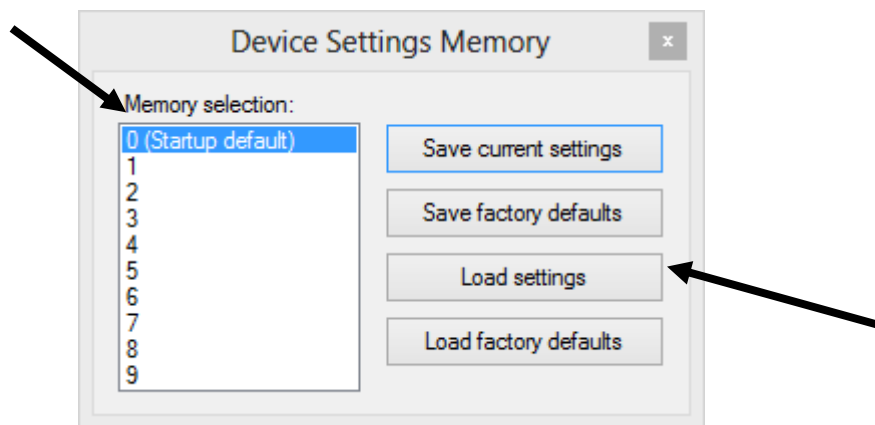 Device Settings Memory
x
Memory selection:
0 (Startup default)
1
2
3
4
5
6
7
8
9
Save current settings
Save factory defaults
Load settings
Load factory defaults